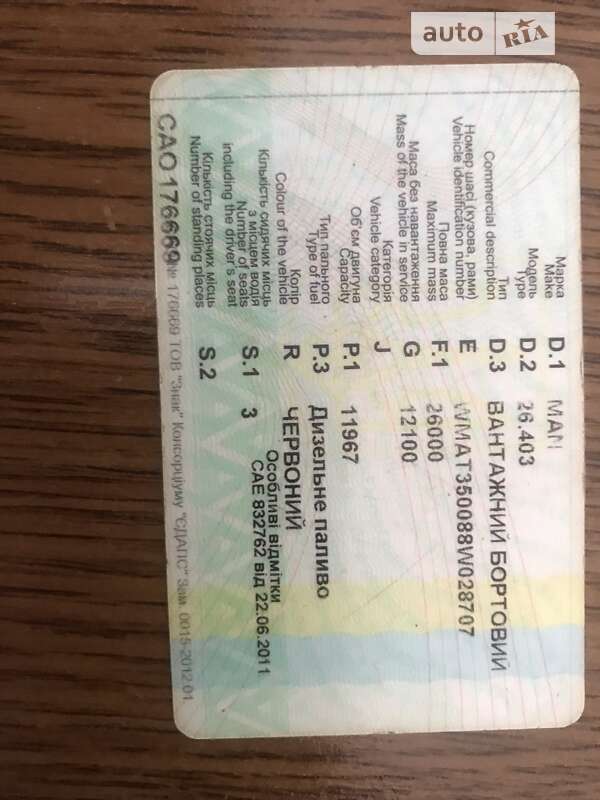 auto RIA
Марка
Make D.1 MAN
Модель
Type D.2 26.403
Тип
Commercial description D.3 ВАНТАЖНИЙ БОРТОВИЙ
Номер шасі (кузова, рами)
Vehicle identification number E WMAT350088W028707
Повна маса
Maximum mass F.1 26000
Маса без навантаження
Mass of the vehicle in service G 12100
Категорія
Vehicle category J
Об'єм двигуна
Capacity P.1 11967
Тип пального
Type of fuel P.3 Дизельне паливо
Колір
Colour of the vehicle R ЧЕРВОНИЙ
Кількість сидячих місць
з місцем водія
Number of seats
including the driver's seat S.1 3
Особливі відмітки
САЕ 832762 від 22.06.2011
Кількість стоячих місць
Number of standing places S.2
САО 176669
№ 176669 ТОВ "Знак" Консорціуму "ЄДАПС" Зам. 0015-2012.01